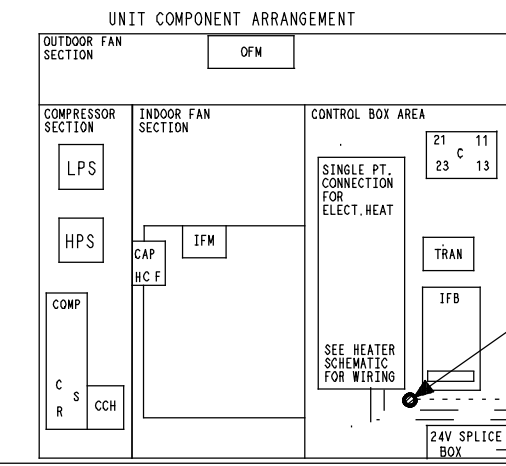 UNIT COMPONENT ARRANGEMENT
OUTDOOR FAN
SECTION
OFM
COMPRESSOR
SECTION
LPS
HPS
COMP
C
S
R
CCH
INDOOR FAN
SECTION
IFM
CAP
H C F
CONTROL BOX AREA
SINGLE PT.
CONNECTION
FOR
ELECT.HEAT
SEE HEATER
SCHEMATIC
FOR WIRING
21 11
C
23 13
TRAN
IFB
24V SPLICE
BOX